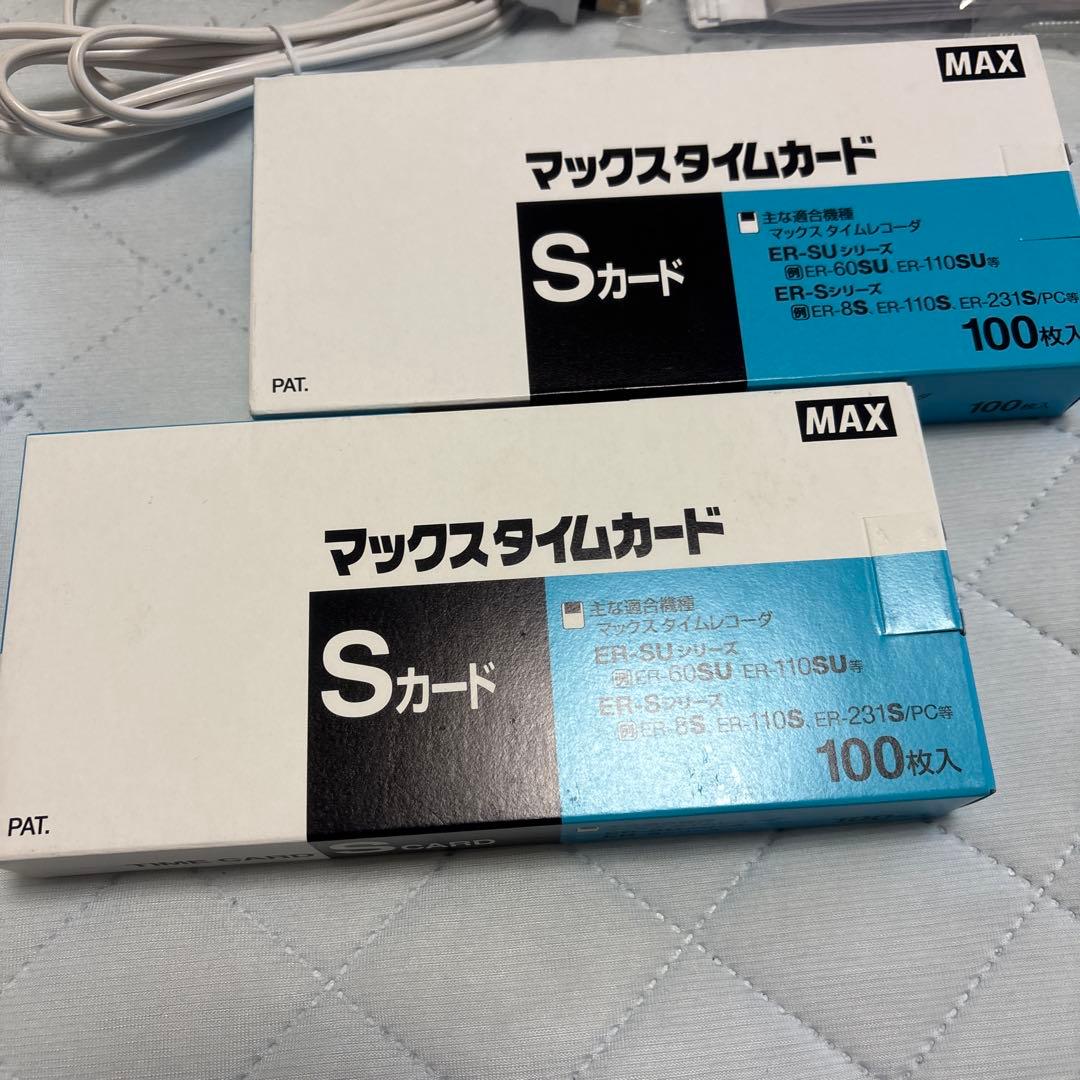 MAX
マックスタイムカード
Sカード
主な適合機種
マックス タイムレコーダ
ER-SUシリーズ
例ER-60SU、ER-110SU等
ER-Sシリーズ
例ER-8S、ER-110S、ER-231S/PC等
100枚入
PAT.
100枚入
MAX
マックスタイムカード
Sカード
主な適合機種
マックス タイムレコーダ
ER-SUシリーズ
例ER-60SU、ER-110SU等
ER-Sシリーズ
例ER-8S、ER-110S、ER-231S/PC等
100枚入
PAT.
TIME CARD
S CARD